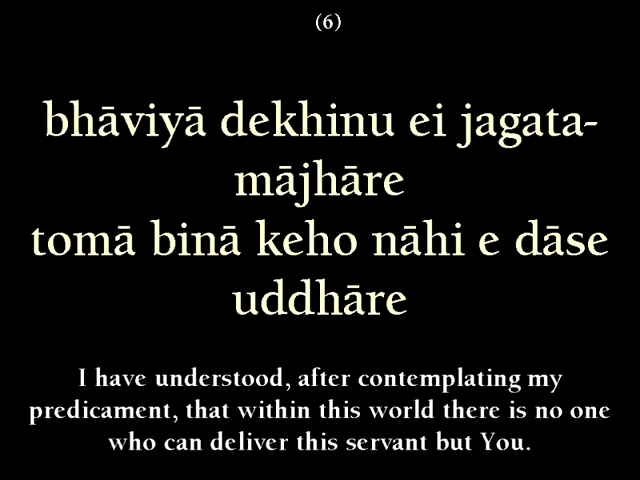 (6)
bhāviyā dekhinu ei jagata-
mājhāre
tomā binā keho nāhi e dāse
uddhāre
I have understood, after contemplating my
predicament, that within this world there is no one
who can deliver this servant but You.